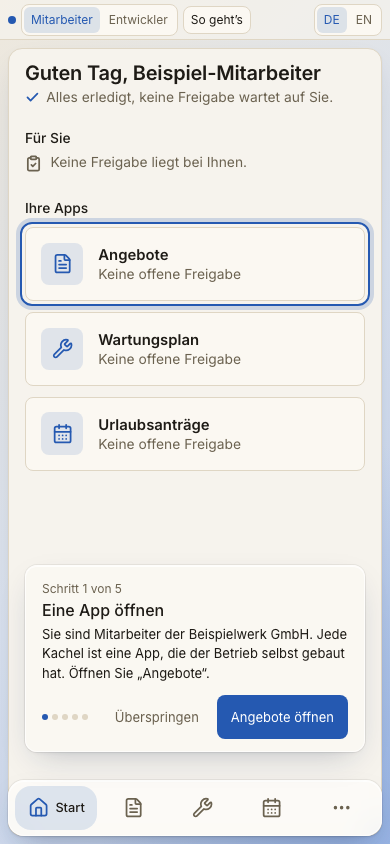 Mitarbeiter Entwickler So geht's DE EN
Guten Tag, Beispiel-Mitarbeiter
Alles erledigt, keine Freigabe wartet auf Sie.
Für Sie
Keine Freigabe liegt bei Ihnen.
Ihre Apps
Angebote
Keine offene Freigabe
Wartungsplan
Keine offene Freigabe
Urlaubsanträge
Keine offene Freigabe
Schritt 1 von 5
Eine App öffnen
Sie sind Mitarbeiter der Beispielwerk GmbH. Jede
Kachel ist eine App, die der Betrieb selbst gebaut
hat. Öffnen Sie „Angebote“.
Überspringen Angebote öffnen
Start